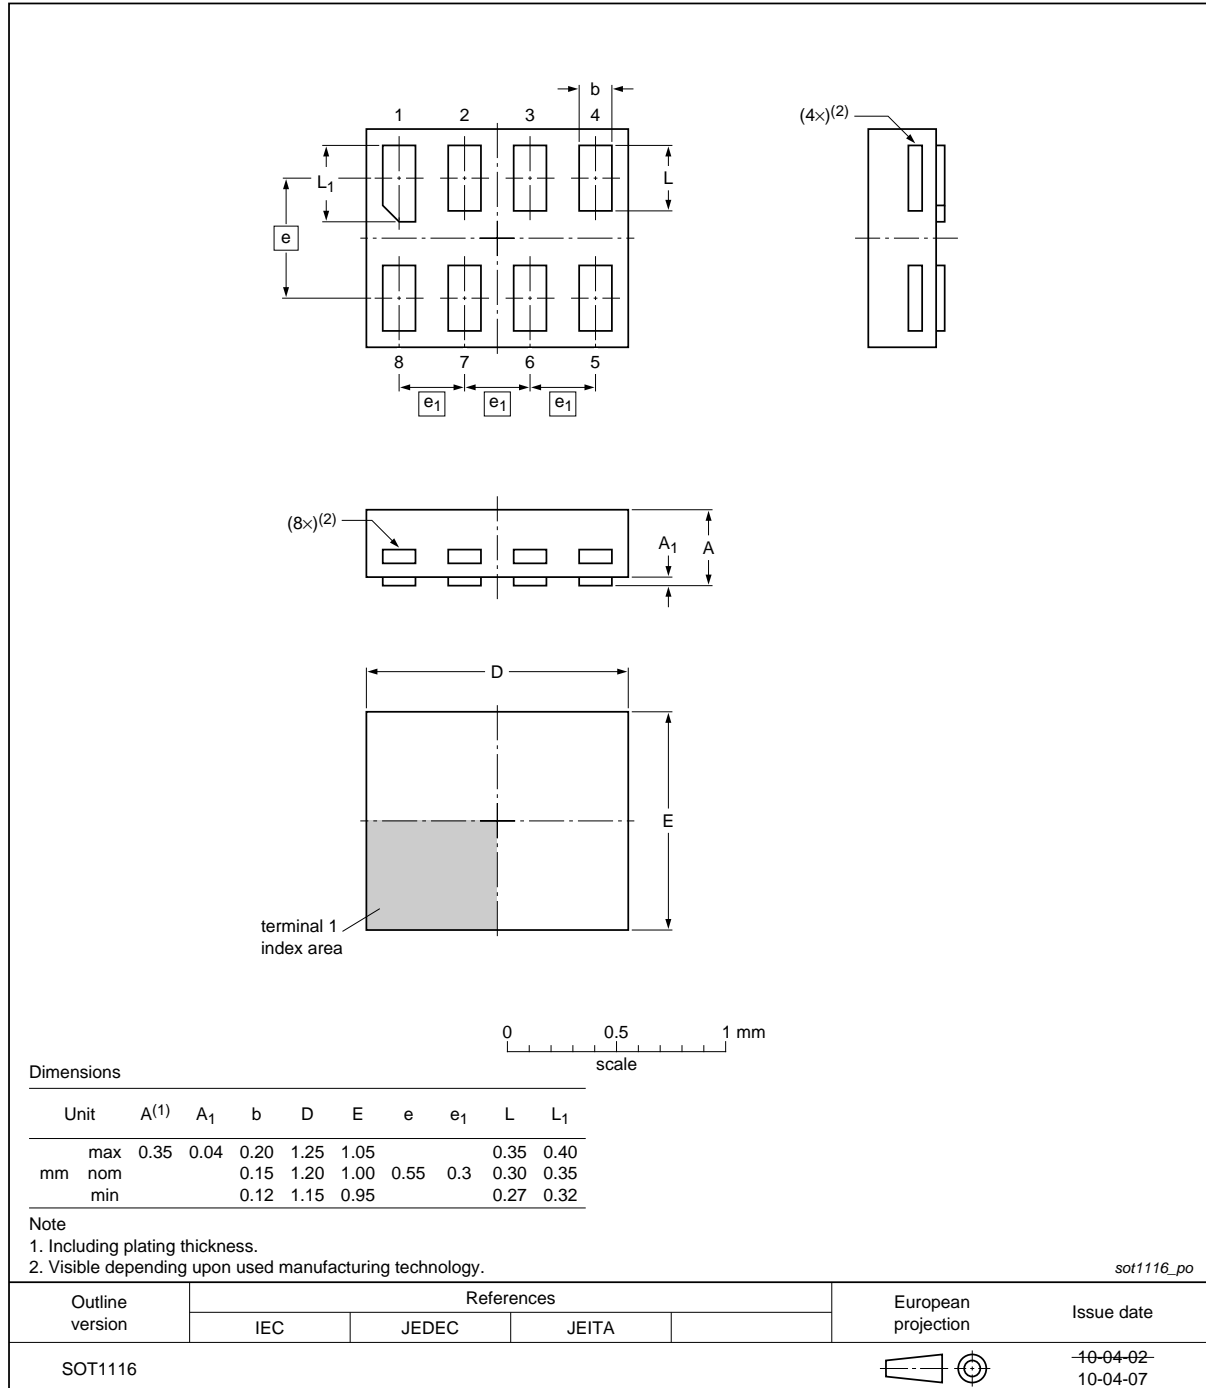 b
1 2 3 4
(4×)(2)
L1
L
e
8 7 6 5
e1 e1 e1
(8×)(2)
A1 A
D
E
terminal 1
index area
0 0.5 1 mm
scale
Dimensions
Unit A(1) A1 b D E e e1 L L1
max 0.35 0.04 0.20 1.25 1.05 0.35 0.40
mm nom 0.15 1.20 1.00 0.55 0.3 0.30 0.35
min 0.12 1.15 0.95 0.27 0.32
Note
1. Including plating thickness.
2. Visible depending upon used manufacturing technology.
sot1116_po
Outline
version
References
IEC JEDEC JEITA
European
projection
Issue date
SOT1116
10-04-02
10-04-07